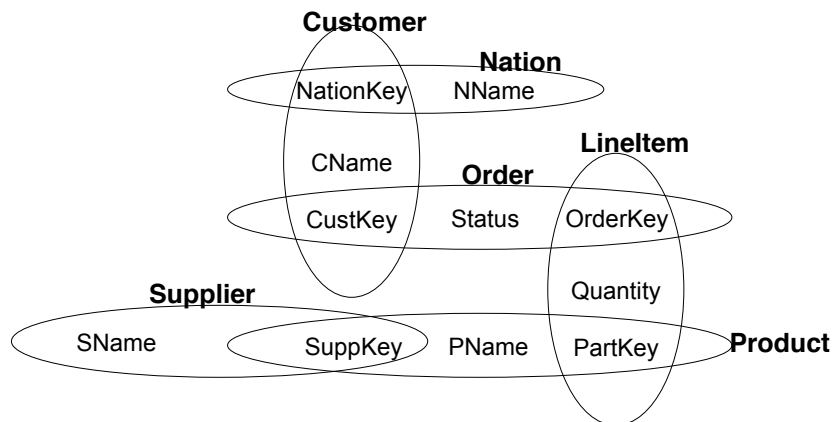 Customer
Nation
NationKey NName
LineItem
CName
Order
CustKey Status OrderKey
Supplier
Quantity
SName SuppKey PName PartKey Product